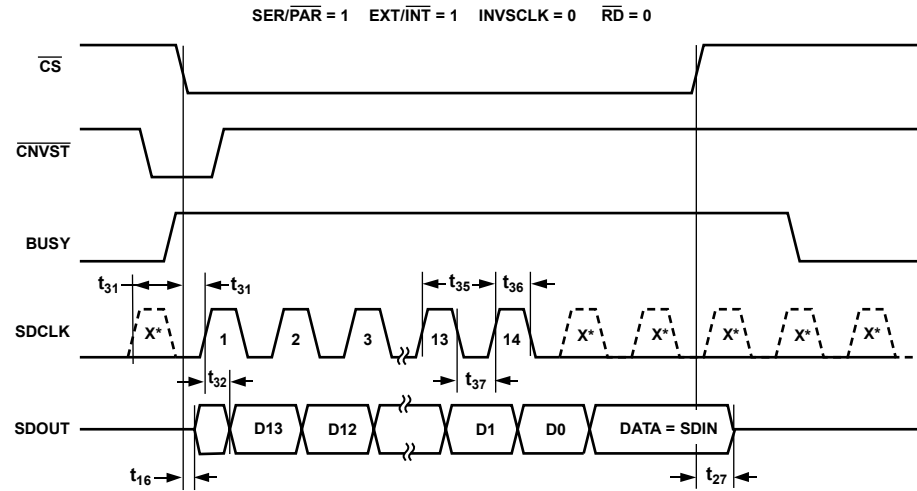 SER/PAR = 1 EXT/INT = 1 INVSCLK = 0 RD = 0
CS
CNVST
BUSY
t31 t31 t35 t36
SDCLK X* 1 2 3 13 14 X* X* X* X* X*
t32 t37
SDOUT D13 D12 D1 D0 DATA = SDIN
t16 t27